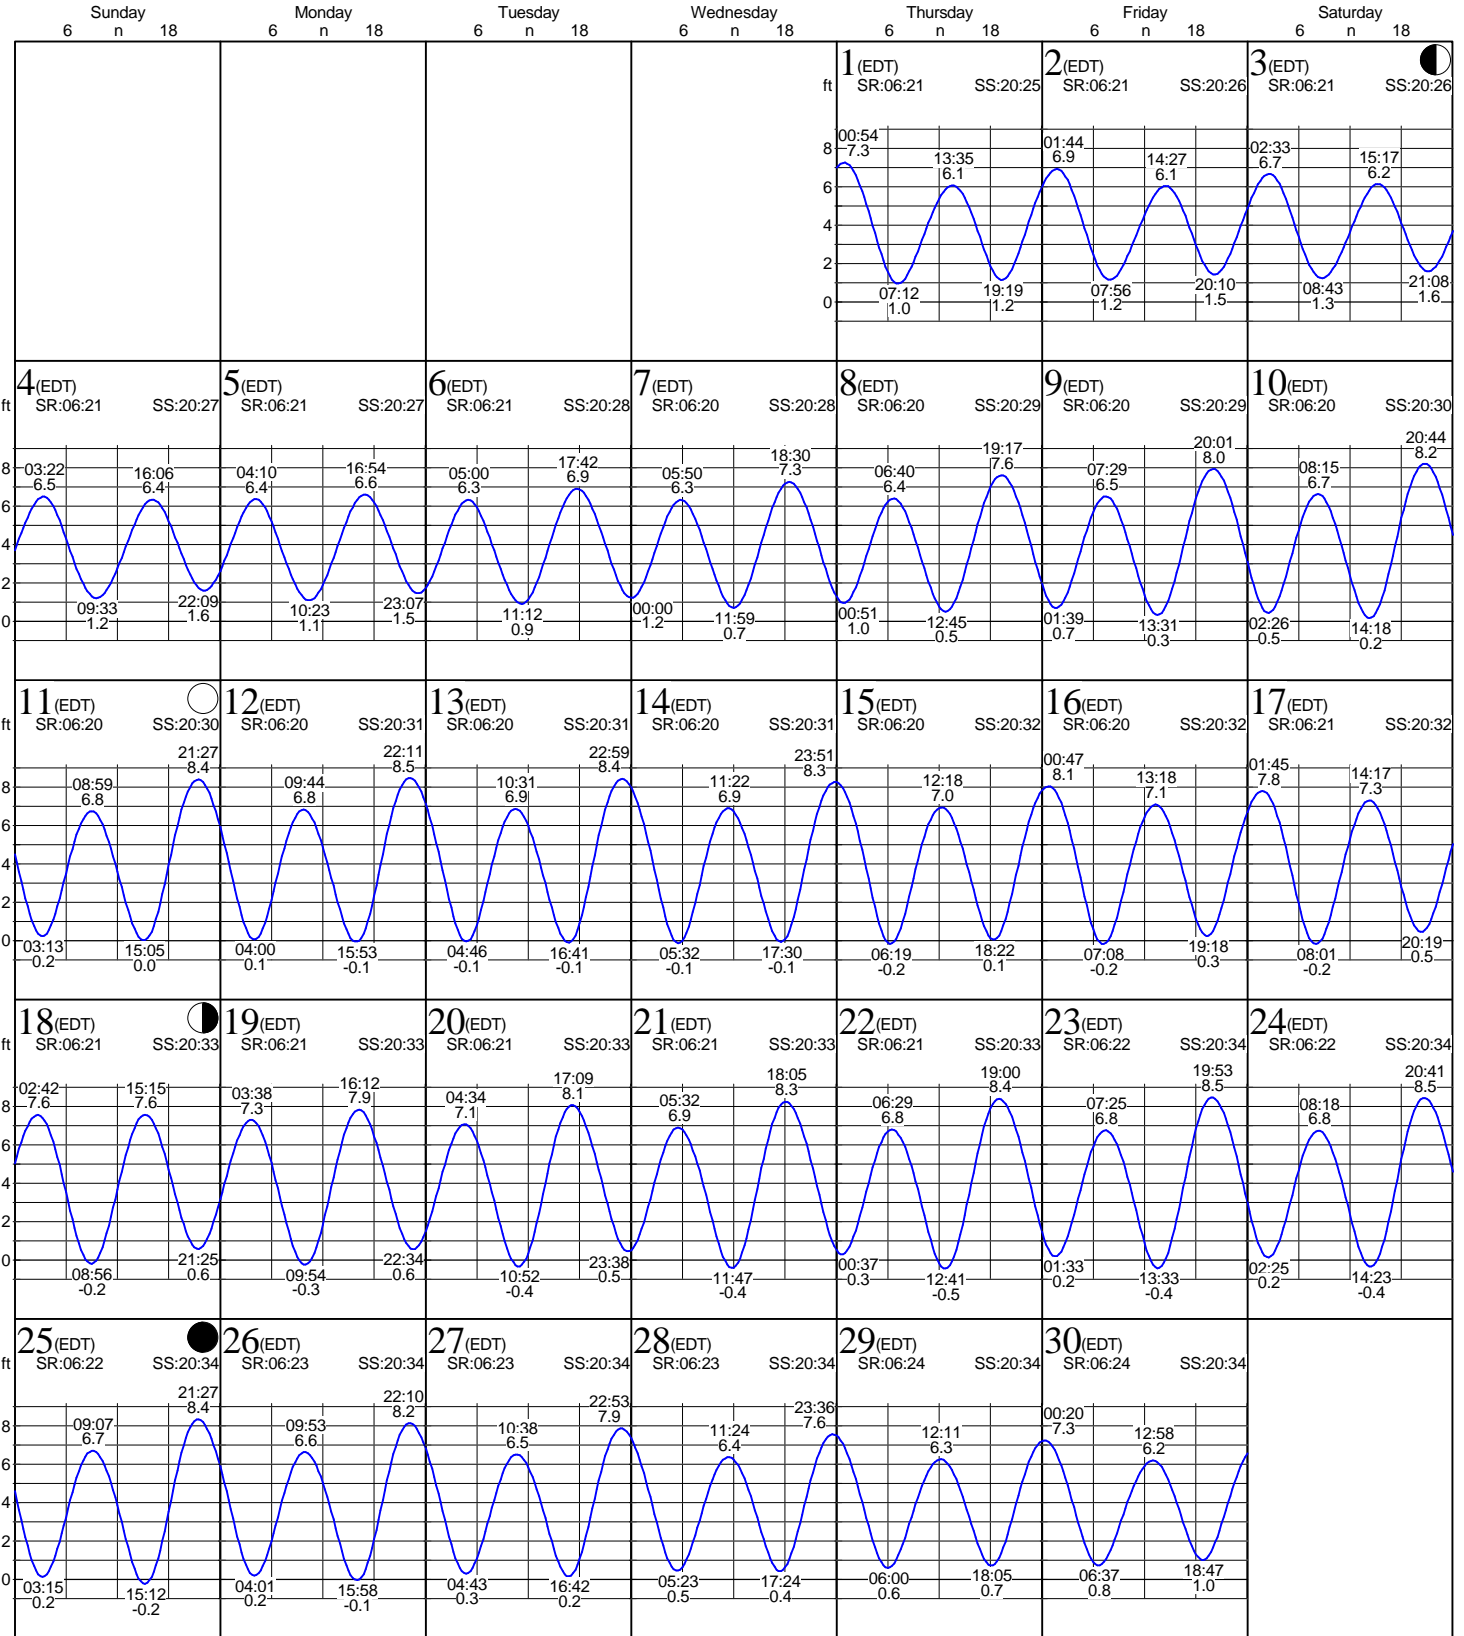 Sunday Monday Tuesday Wednesday Thursday Friday Saturday
6 n 18 6 n 18 6 n 18 6 n 18 6 n 18 6 n 18 6 n 18
1(EDT) 2(EDT) 3(EDT)
ft SR:06:21 SS:20:25 SR:06:21 SS:20:26 SR:06:21 SS:20:26
8 00:54 7.3 13:35 6.1 01:44 6.9 14:27 6.1 02:33 6.7 15:17 6.2
6
4
2
0 07:12 1.0 19:19 1.2 07:56 1.2 20:10 1.5 08:43 1.3 21:08 1.6
4(EDT) 5(EDT) 6(EDT) 7(EDT) 8(EDT) 9(EDT) 10(EDT)
ft SR:06:21 SS:20:27 SR:06:21 SS:20:27 SR:06:21 SS:20:28 SR:06:20 SS:20:28 SR:06:20 SS:20:29 SR:06:20 SS:20:29 SR:06:20 SS:20:30
8 03:22 6.5 16:06 6.4 04:10 6.4 16:54 6.6 05:00 6.3 17:42 6.9 05:50 6.3 18:30 7.3 06:40 6.4 19:17 7.6 07:29 6.5 20:01 8.0 08:15 6.7 20:44 8.2
6
4
2
0 09:33 1.2 22:09 1.6 10:23 1.1 23:07 1.5 11:12 0.9 00:00 1.2 11:59 0.7 00:51 1.0 12:45 0.5 01:39 0.7 13:31 0.3 02:26 0.5 14:18 0.2
11(EDT) 12(EDT) 13(EDT) 14(EDT) 15(EDT) 16(EDT) 17(EDT)
ft SR:06:20 SS:20:30 SR:06:20 SS:20:31 SR:06:20 SS:20:31 SR:06:20 SS:20:31 SR:06:20 SS:20:32 SR:06:20 SS:20:32 SR:06:21 SS:20:32
8 08:59 6.8 21:27 8.4 09:44 6.8 22:11 8.5 10:31 6.9 22:59 8.4 11:22 6.9 23:51 8.3 12:18 7.0 00:47 8.1 13:18 7.1 01:45 7.8 14:17 7.3
6
4
2
0 03:13 0.2 15:05 0.0 04:00 0.1 15:53 -0.1 04:46 -0.1 16:41 -0.1 05:32 -0.1 17:30 -0.1 06:19 -0.2 18:22 0.1 07:08 -0.2 19:18 0.3 08:01 -0.2 20:19 0.5
18(EDT) 19(EDT) 20(EDT) 21(EDT) 22(EDT) 23(EDT) 24(EDT)
ft SR:06:21 SS:20:33 SR:06:21 SS:20:33 SR:06:21 SS:20:33 SR:06:21 SS:20:33 SR:06:21 SS:20:33 SR:06:22 SS:20:34 SR:06:22 SS:20:34
8 02:42 7.6 15:15 7.6 03:38 7.3 16:12 7.9 04:34 7.1 17:09 8.1 05:32 6.9 18:05 8.3 06:29 6.8 19:00 8.4 07:25 6.8 19:53 8.5 08:18 6.8 20:41 8.5
6
4
2
0 08:56 -0.2 21:25 0.6 09:54 -0.3 22:34 0.6 10:52 -0.4 23:38 0.5 11:47 -0.4 00:37 0.3 12:41 -0.5 01:33 0.2 13:33 -0.4 02:25 0.2 14:23 -0.4
25(EDT) 26(EDT) 27(EDT) 28(EDT) 29(EDT) 30(EDT)
ft SR:06:22 SS:20:34 SR:06:23 SS:20:34 SR:06:23 SS:20:34 SR:06:23 SS:20:34 SR:06:24 SS:20:34 SR:06:24 SS:20:34
8 09:07 6.7 21:27 8.4 09:53 6.6 22:10 8.2 10:38 6.5 22:53 7.9 11:24 6.4 23:36 7.6 12:11 6.3 00:20 7.3 12:58 6.2
6
4
2
0 03:15 0.2 15:12 -0.2 04:01 0.2 15:58 -0.1 04:43 0.3 16:42 0.2 05:23 0.5 17:24 0.4 06:00 0.6 18:05 0.7 06:37 0.8 18:47 1.0